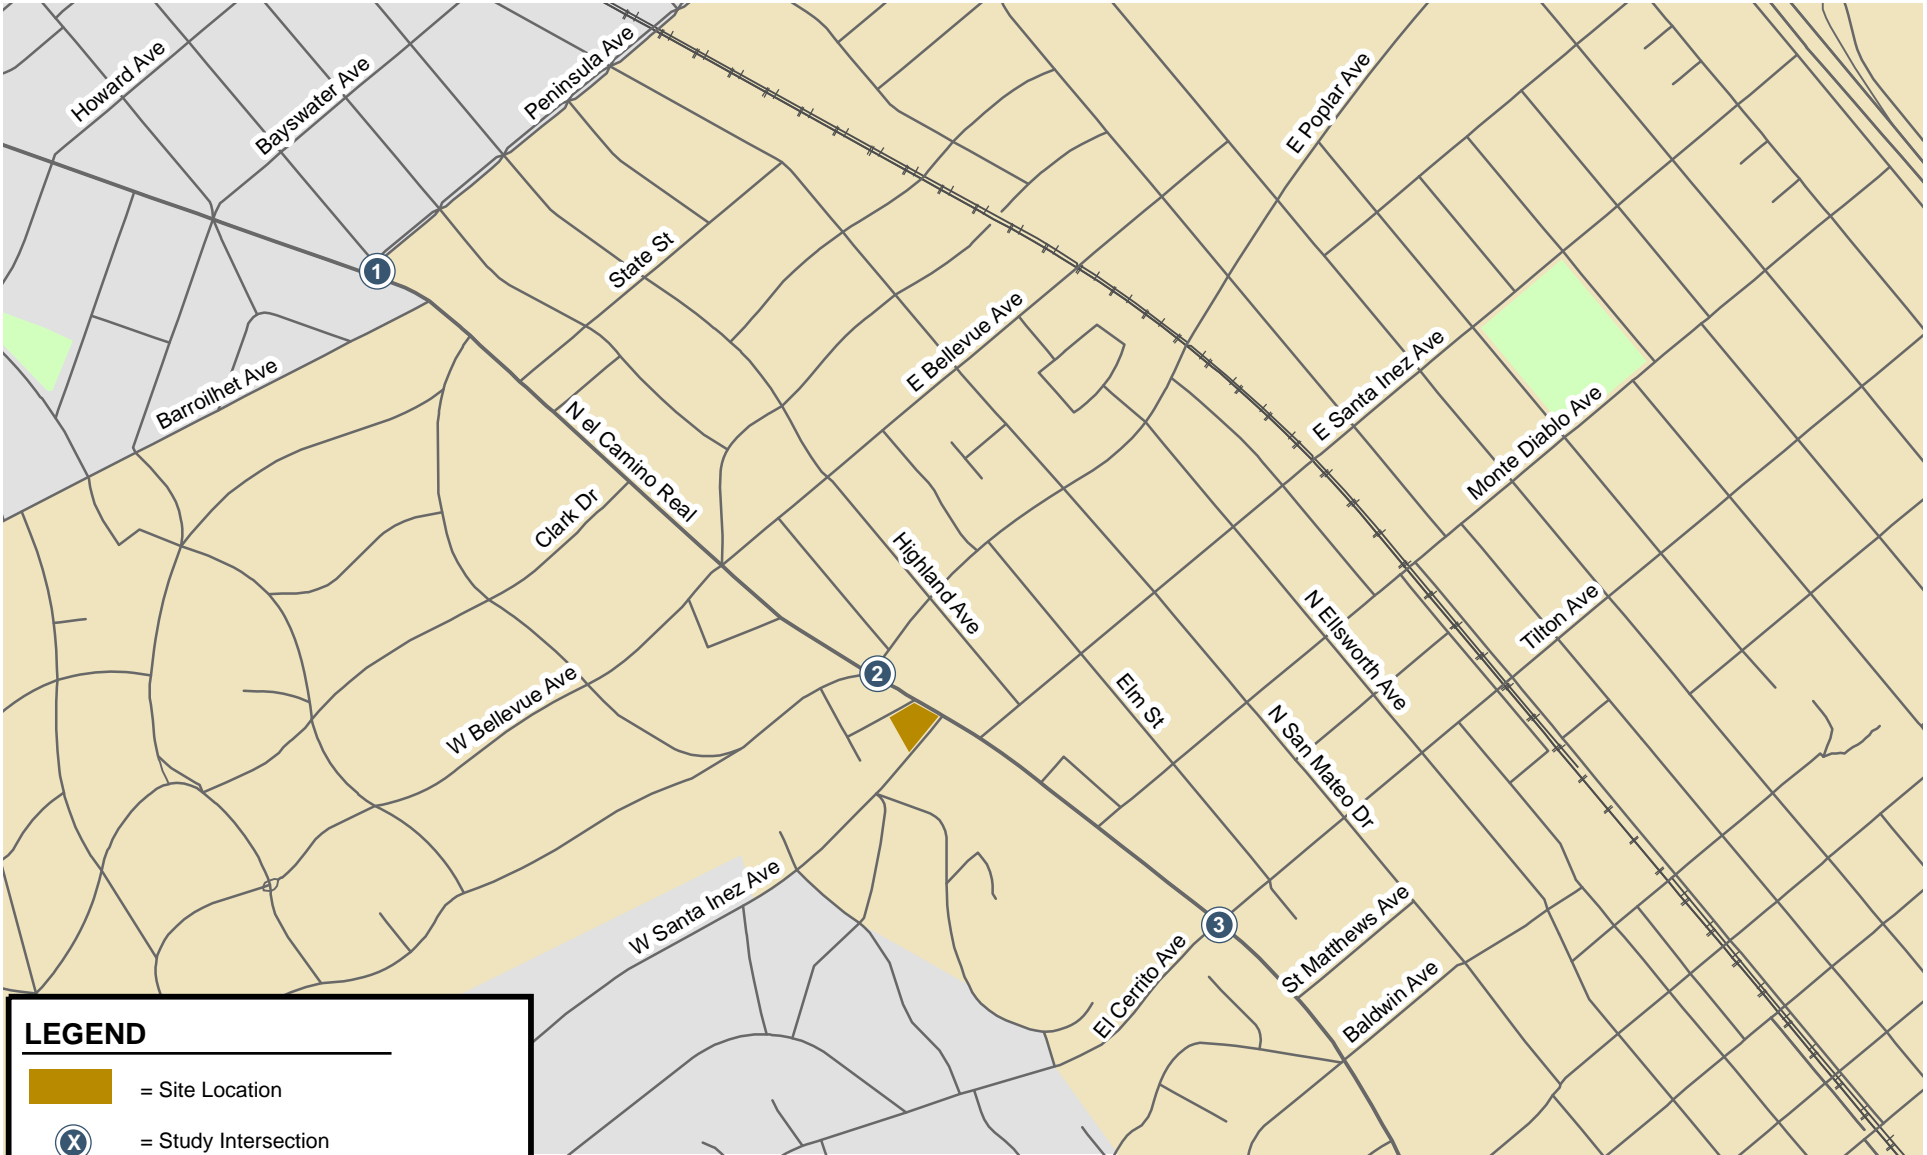 Howard Ave
Bayswater Ave
Peninsula Ave
E Poplar Ave
1
State St
E Bellevue Ave
E Santa Inez Ave
Barroilhet Ave
N el Camino Real
Monte Diablo Ave
Clark Dr
Highland Ave
N Ellsworth Ave
Tilton Ave
2
W Bellevue Ave
Elm St
N San Mateo Dr
W Santa Inez Ave
3
St Matthews Ave
El Cerrito Ave
Baldwin Ave
LEGEND
= Site Location
X = Study Intersection